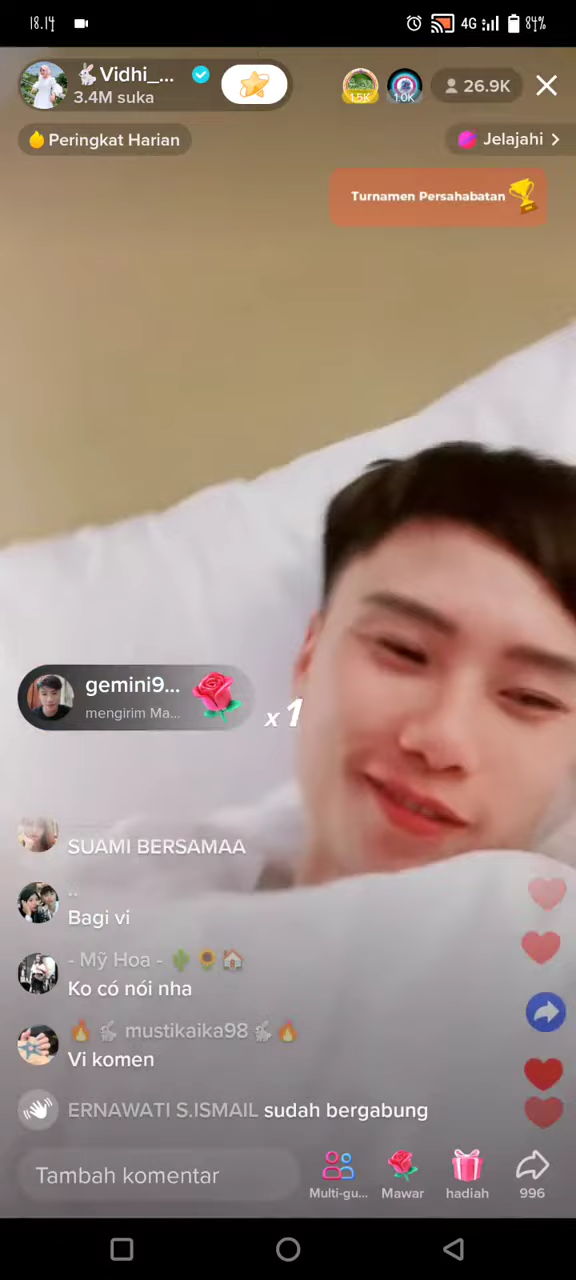 18.14
4G
84%
🐇Vidhi_...
3.4M suka
1.5K
1.0K
26.9K
Peringkat Harian
Jelajahi
Turnamen Persahabatan
gemini9...
mengirim Ma...
x1
SUAMI BERSAMAA
..
Bagi vi
- Mỹ Hoa - 🌵🌻🏠
Ko có nói nha
🔥🐇 mustikaika98 🐇🔥
Vi komen
ERNAWATI S.ISMAIL sudah bergabung
Tambah komentar
Multi-gu...
Mawar
hadiah
996